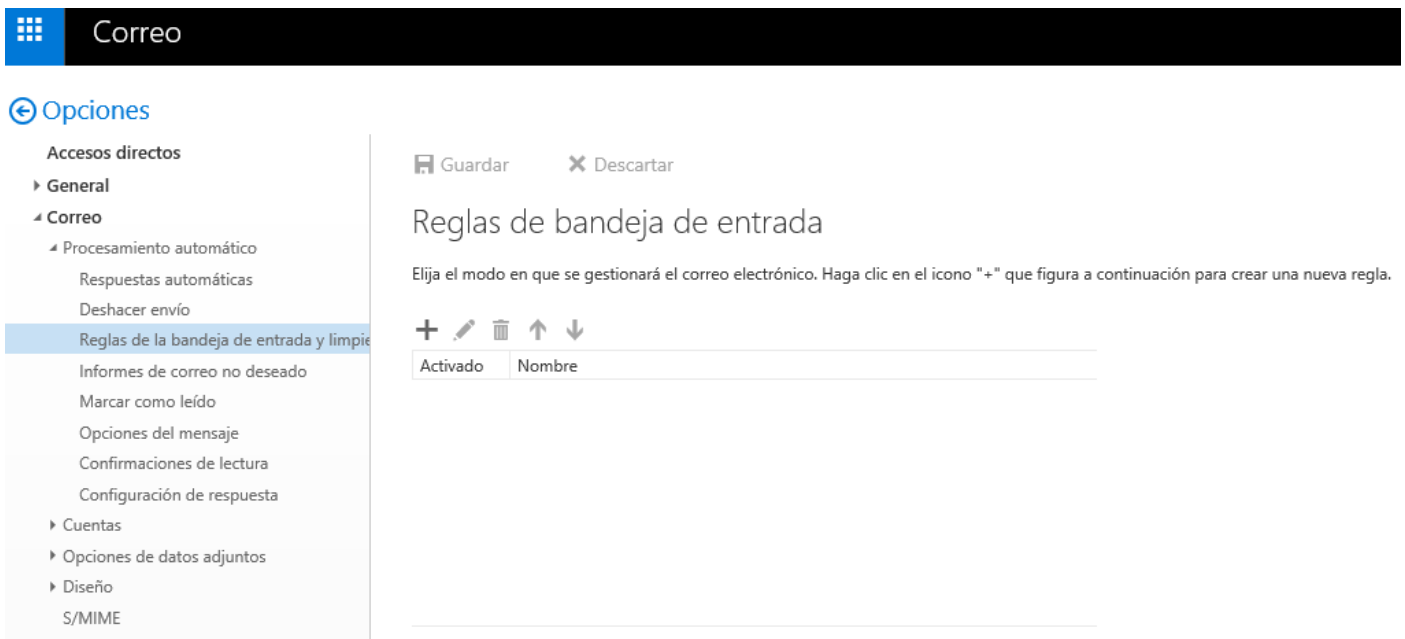 Correo
Opciones
Accesos directos
General
Correo
Procesamiento automático
Respuestas automáticas
Deshacer envío
Reglas de la bandeja de entrada y limpie
Informes de correo no deseado
Marcar como leído
Opciones del mensaje
Confirmaciones de lectura
Configuración de respuesta
Cuentas
Opciones de datos adjuntos
Diseño
S/MIME
Guardar Descartar
Reglas de bandeja de entrada
Elija el modo en que se gestionará el correo electrónico. Haga clic en el icono "+" que figura a continuación para crear una nueva regla.
Activado Nombre